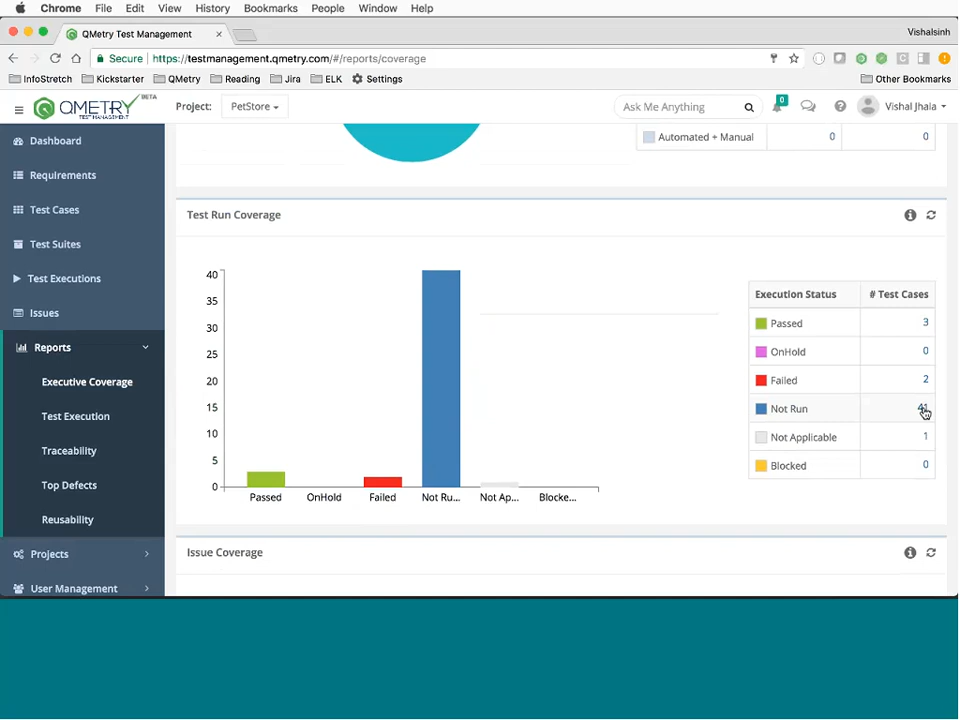 Chrome File Edit View History Bookmarks People Window Help
QMetry Test Management × Vishalsinh
Secure https://testmanagement.qmetry.com/#/reports/coverage
InfoStretch Kickstarter QMetry Reading Jira ELK Settings Other Bookmarks
QMETRY BETA
TEST MANAGEMENT
Project: PetStore Ask Me Anything 0 Vishal Jhala
Dashboard
Requirements
Test Cases
Test Suites
Test Executions
Issues
Reports
Executive Coverage
Test Execution
Traceability
Top Defects
Reusability
Projects
User Management
Automated + Manual 0 0
Test Run Coverage
40
35
30
25
20
15
10
5
0
Passed OnHold Failed Not Ru... Not Ap... Blocke...
Execution Status # Test Cases
Passed 3
OnHold 0
Failed 2
Not Run 41
Not Applicable 1
Blocked 0
Issue Coverage